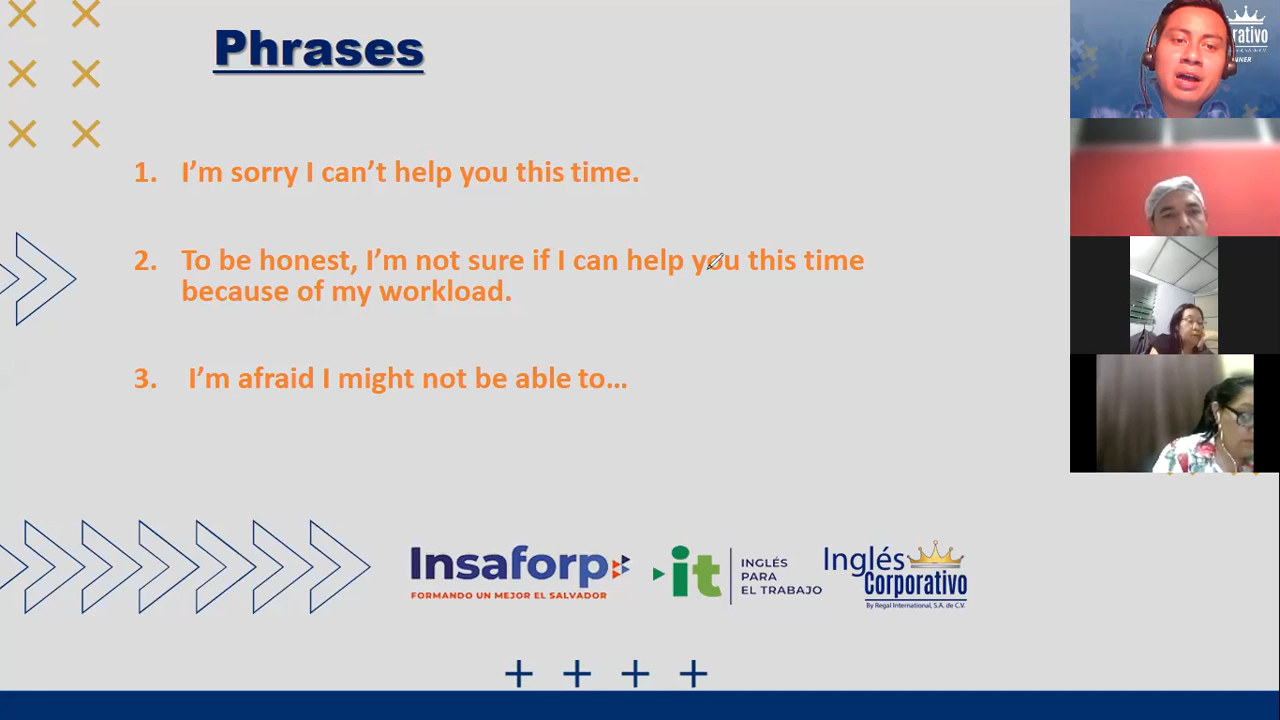 Phrases
1. I'm sorry I can't help you this time.
2. To be honest, I'm not sure if I can help you this time
because of my workload.
3. I'm afraid I might not be able to...
Insaforp
FORMANDO UN MEJOR EL SALVADOR
it
INGLÉS
PARA
EL TRABAJO
Inglés
Corporativo
By Regal International, S.A. de C.V.
rativo
NNER